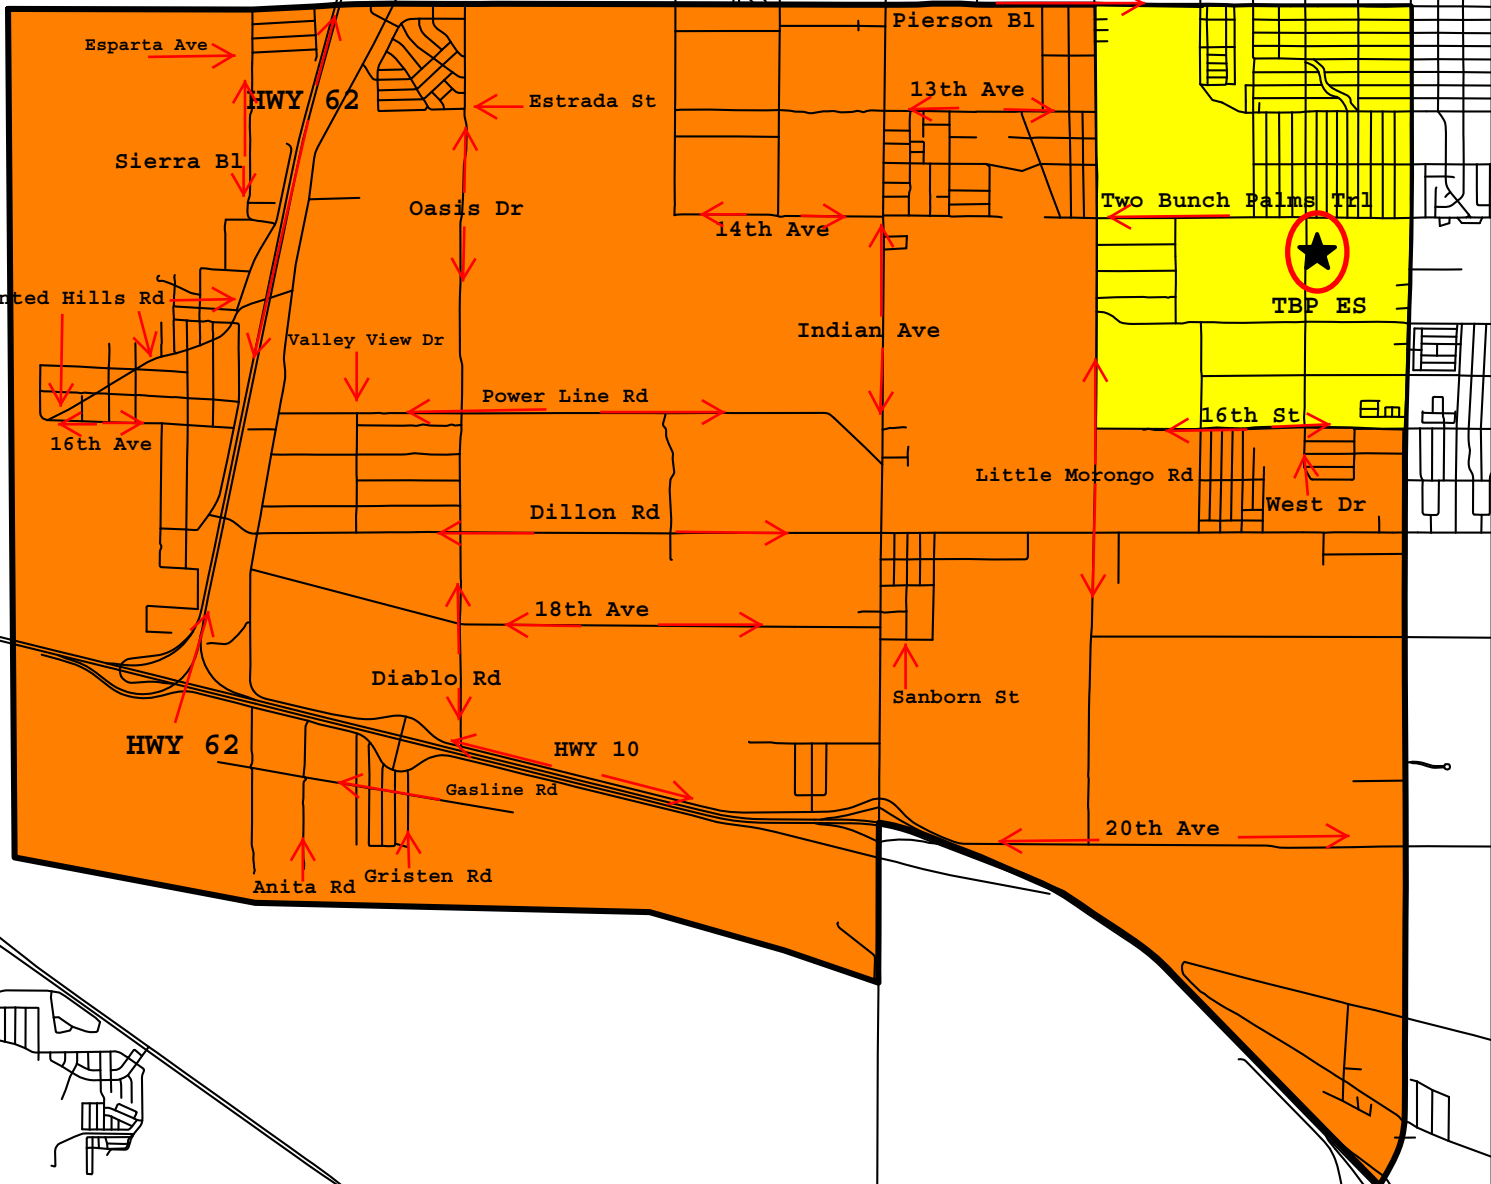 Pierson Bl
Esparta Ave
13th Ave
HWY 62
Estrada St
Sierra Bl
Two Bunch Palms Trl
Oasis Dr
14th Ave
nted Hills Rd
TBP ES
Indian Ave
Valley View Dr
Power Line Rd
16th St
16th Ave
Little Morongo Rd
West Dr
Dillon Rd
18th Ave
Diablo Rd
Sanborn St
HWY 62
HWY 10
Gasline Rd
20th Ave
Gristen Rd
Anita Rd